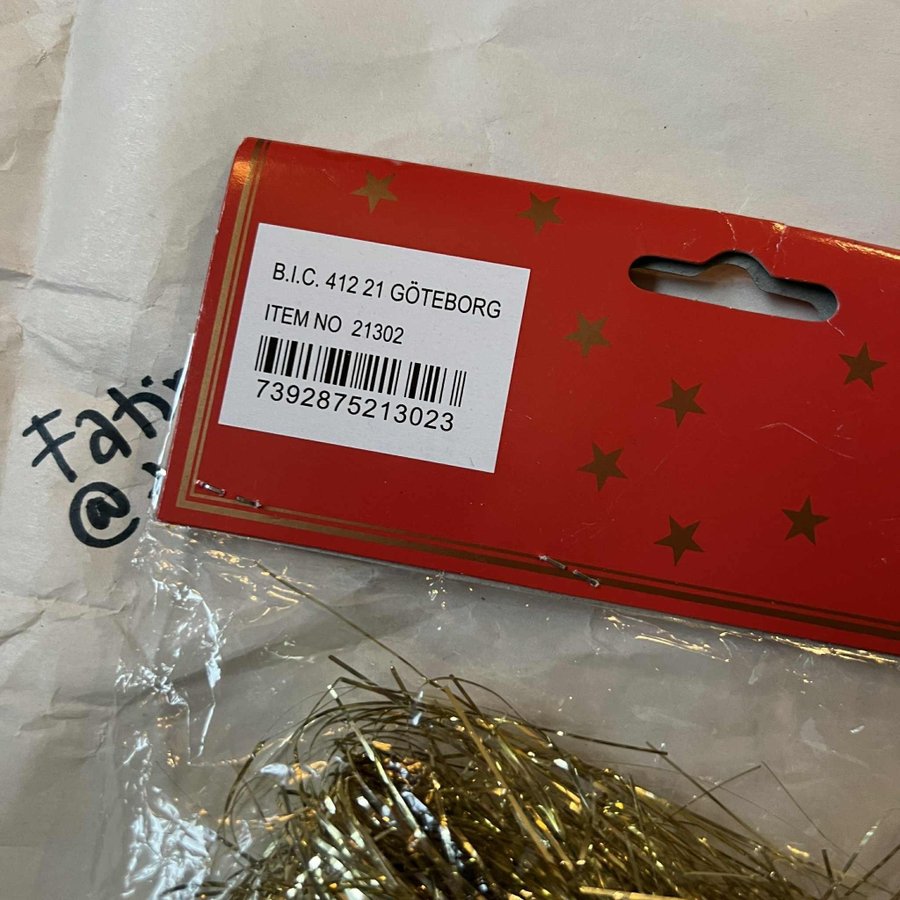 B.I.C. 412 21 GÖTEBORG
ITEM NO 21302
7392875213023
@